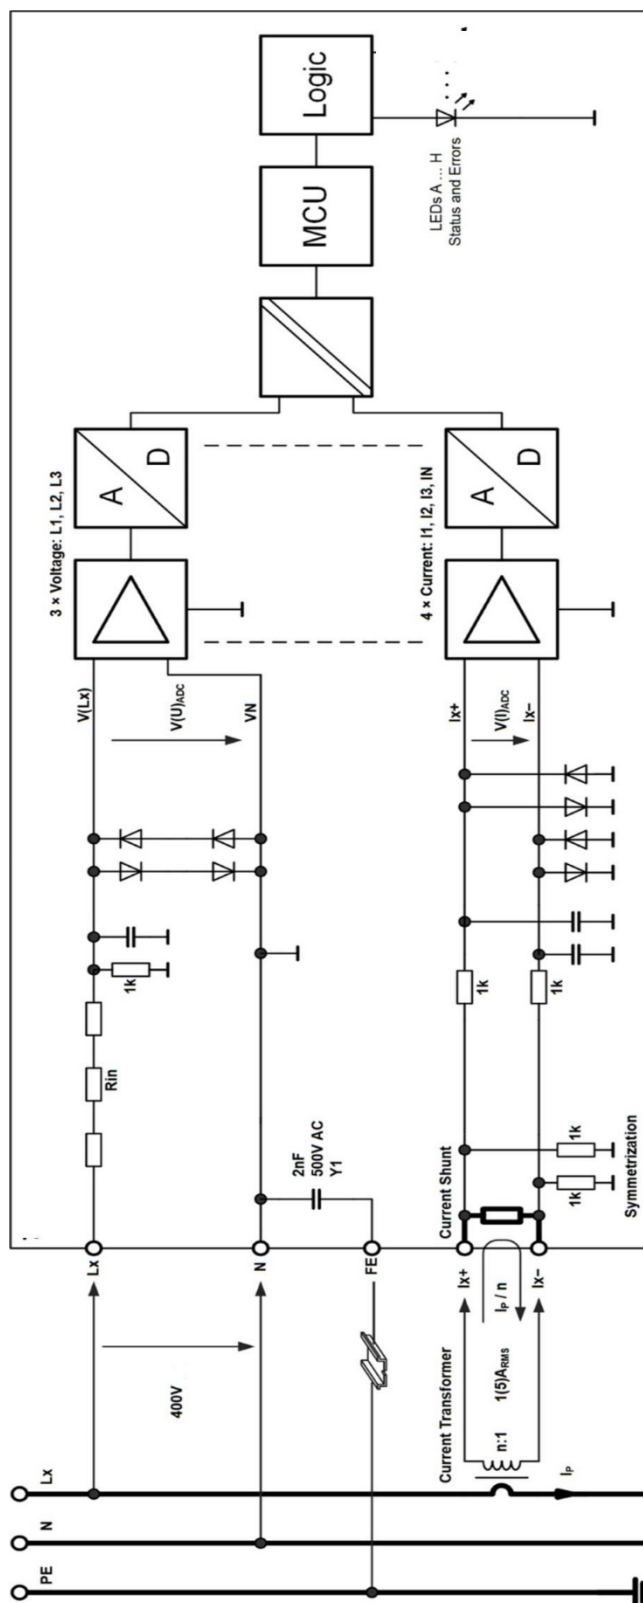 Logic
LEDs A ... H
Status and Errors
MCU
3 × Voltage: L1, L2, L3
A
D
4 × Current: I1, I2, I3, IN
A
D
V(Lx)
V(U)ADC
VN
Ix+
V(I)ADC
Ix−
1k
1k
1k
Rin
2nF
500V AC
Y1
Current Shunt
1k
1k
Symmetrization
Lx
N
FE
Ix+
IP / n
Ix−
400V
Current Transformer
n:1
1(5)ARMS
Lx
IP
N
PE